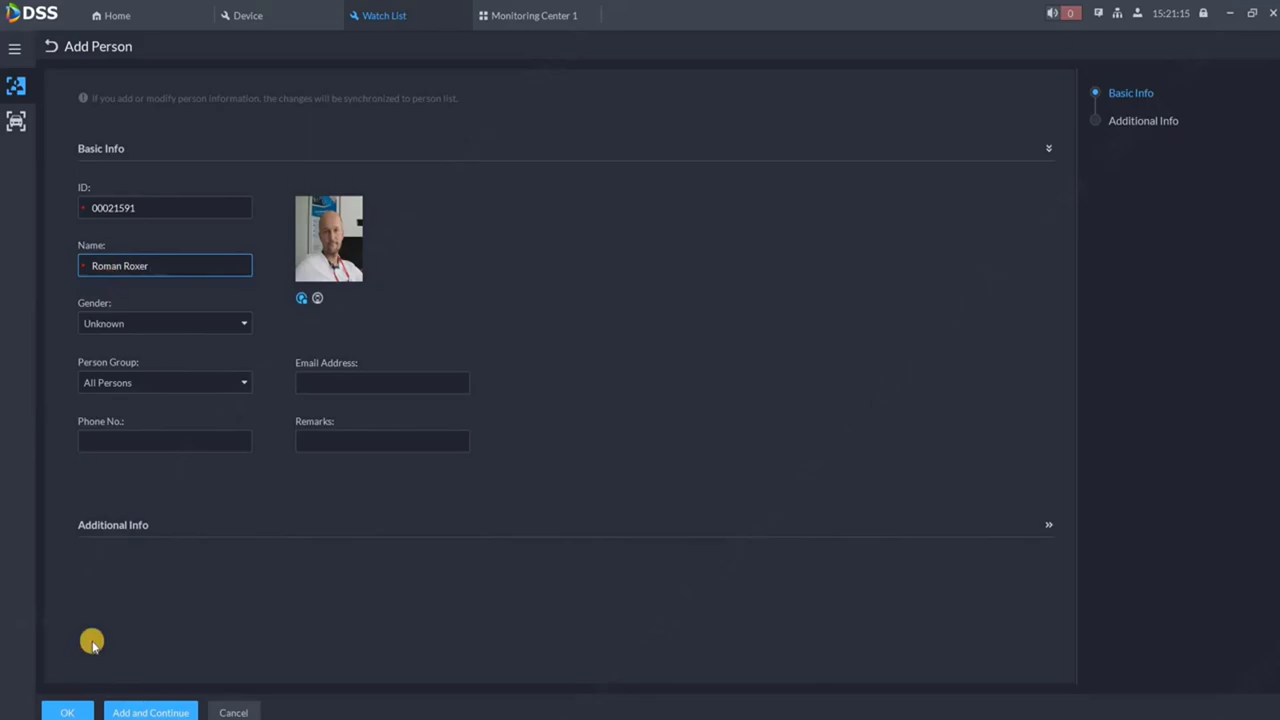 DSS
Home
Device
Watch List
Monitoring Center 1
0
15:21:15
Add Person
If you add or modify person information, the changes will be synchronized to person list.
Basic Info
Additional Info
Basic Info
ID:
* 00021591
Name:
* Roman Roxer
Gender:
Unknown
Person Group:
All Persons
Email Address:
Phone No.:
Remarks:
Additional Info
OK
Add and Continue
Cancel